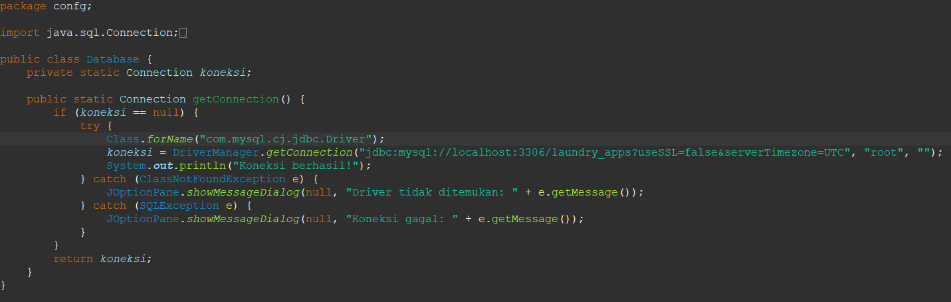 package confg;
import java.sql.Connection;
public class Database {
private static Connection koneksi;
public static Connection getConnection() {
if (koneksi == null) {
try {
Class.forName("com.mysql.cj.jdbc.Driver");
koneksi = DriverManager.getConnection("jdbc:mysql://localhost:3306/laundry_apps?useSSL=false&serverTimezone=UTC", "root", "");
System.out.println("Koneksi berhasil!");
} catch (ClassNotFoundException e) {
JOptionPane.showMessageDialog(null, "Driver tidak ditemukan: " + e.getMessage());
} catch (SQLException e) {
JOptionPane.showMessageDialog(null, "Koneksi gagal: " + e.getMessage());
}
}
return koneksi;
}
}